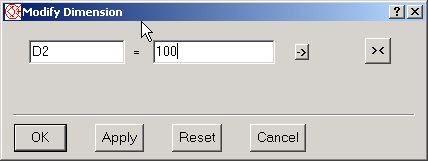 Modify Dimension ? ×
D2 = 100 -> ><
OK Apply Reset Cancel